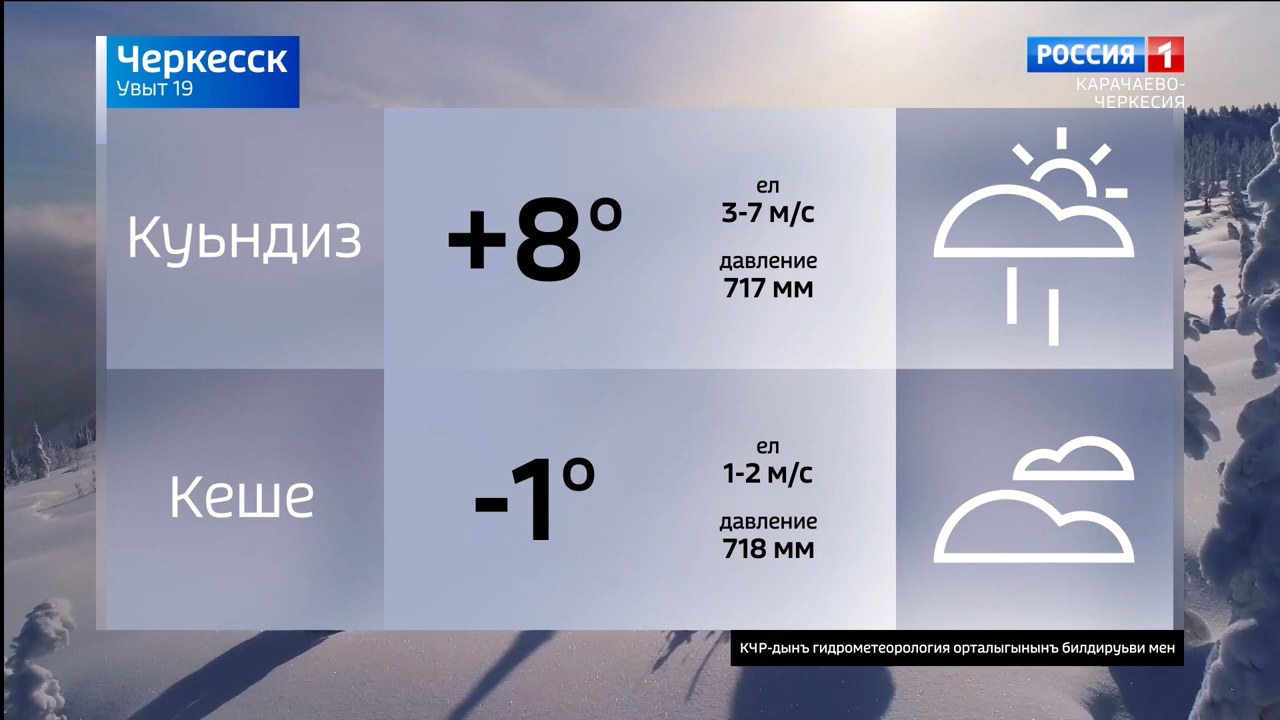 Черкесск
Увыт 19
РОССИЯ 1
КАРАЧАЕВО-
ЧЕРКЕСИЯ
Куьндиз
+8°
ел
3-7 м/с
давление
717 мм
Кеше
-1°
ел
1-2 м/с
давление
718 мм
КЧР-дынъ гидрометеорология орталыгынынъ билдируьви мен